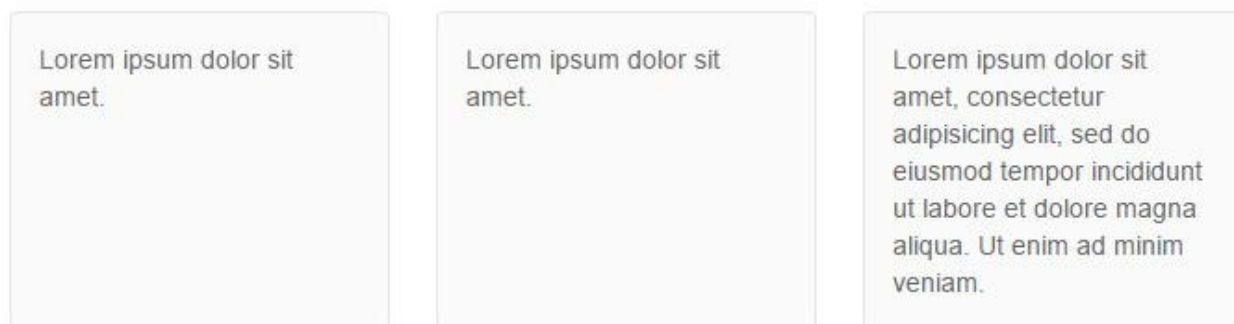 Lorem ipsum dolor sit
amet.
Lorem ipsum dolor sit
amet.
Lorem ipsum dolor sit
amet, consectetur
adipisicing elit, sed do
eiusmod tempor incididunt
ut labore et dolore magna
aliqua. Ut enim ad minim
veniam.